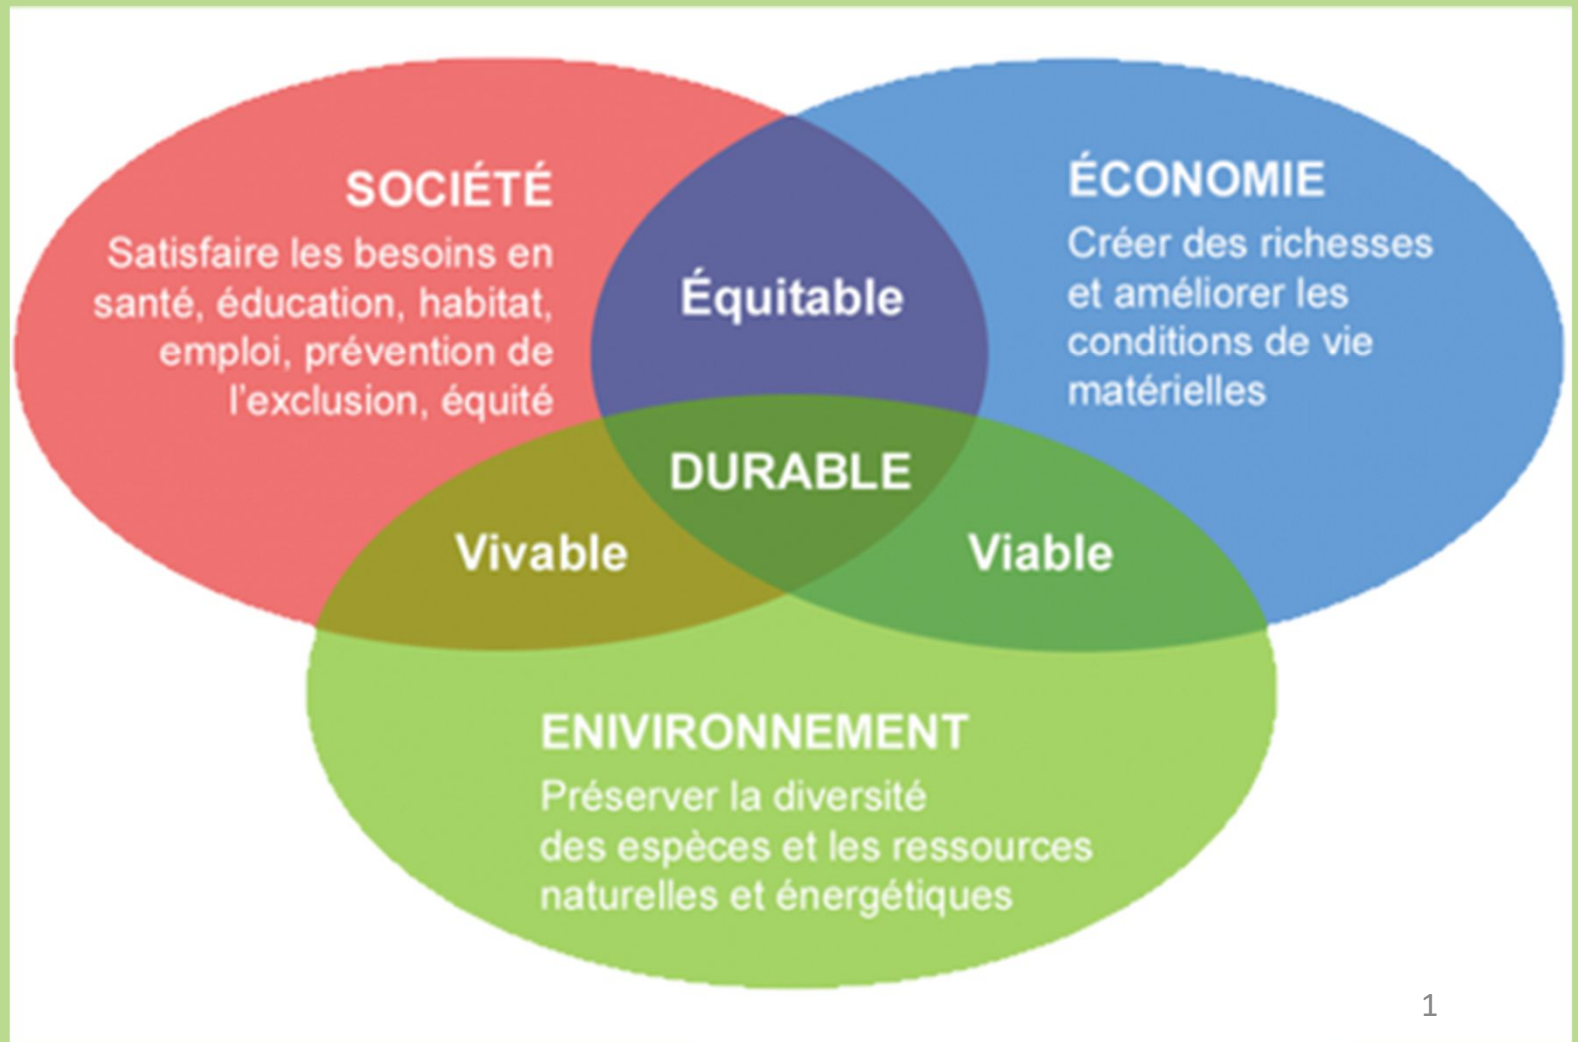 SOCIÉTÉ
Satisfaire les besoins en
santé, éducation, habitat,
emploi, prévention de
l'exclusion, équité
Équitable
ÉCONOMIE
Créer des richesses
et améliorer les
conditions de vie
matérielles
DURABLE
Vivable
Viable
ENIVIRONNEMENT
Préserver la diversité
des espèces et les ressources
naturelles et énergétiques
1